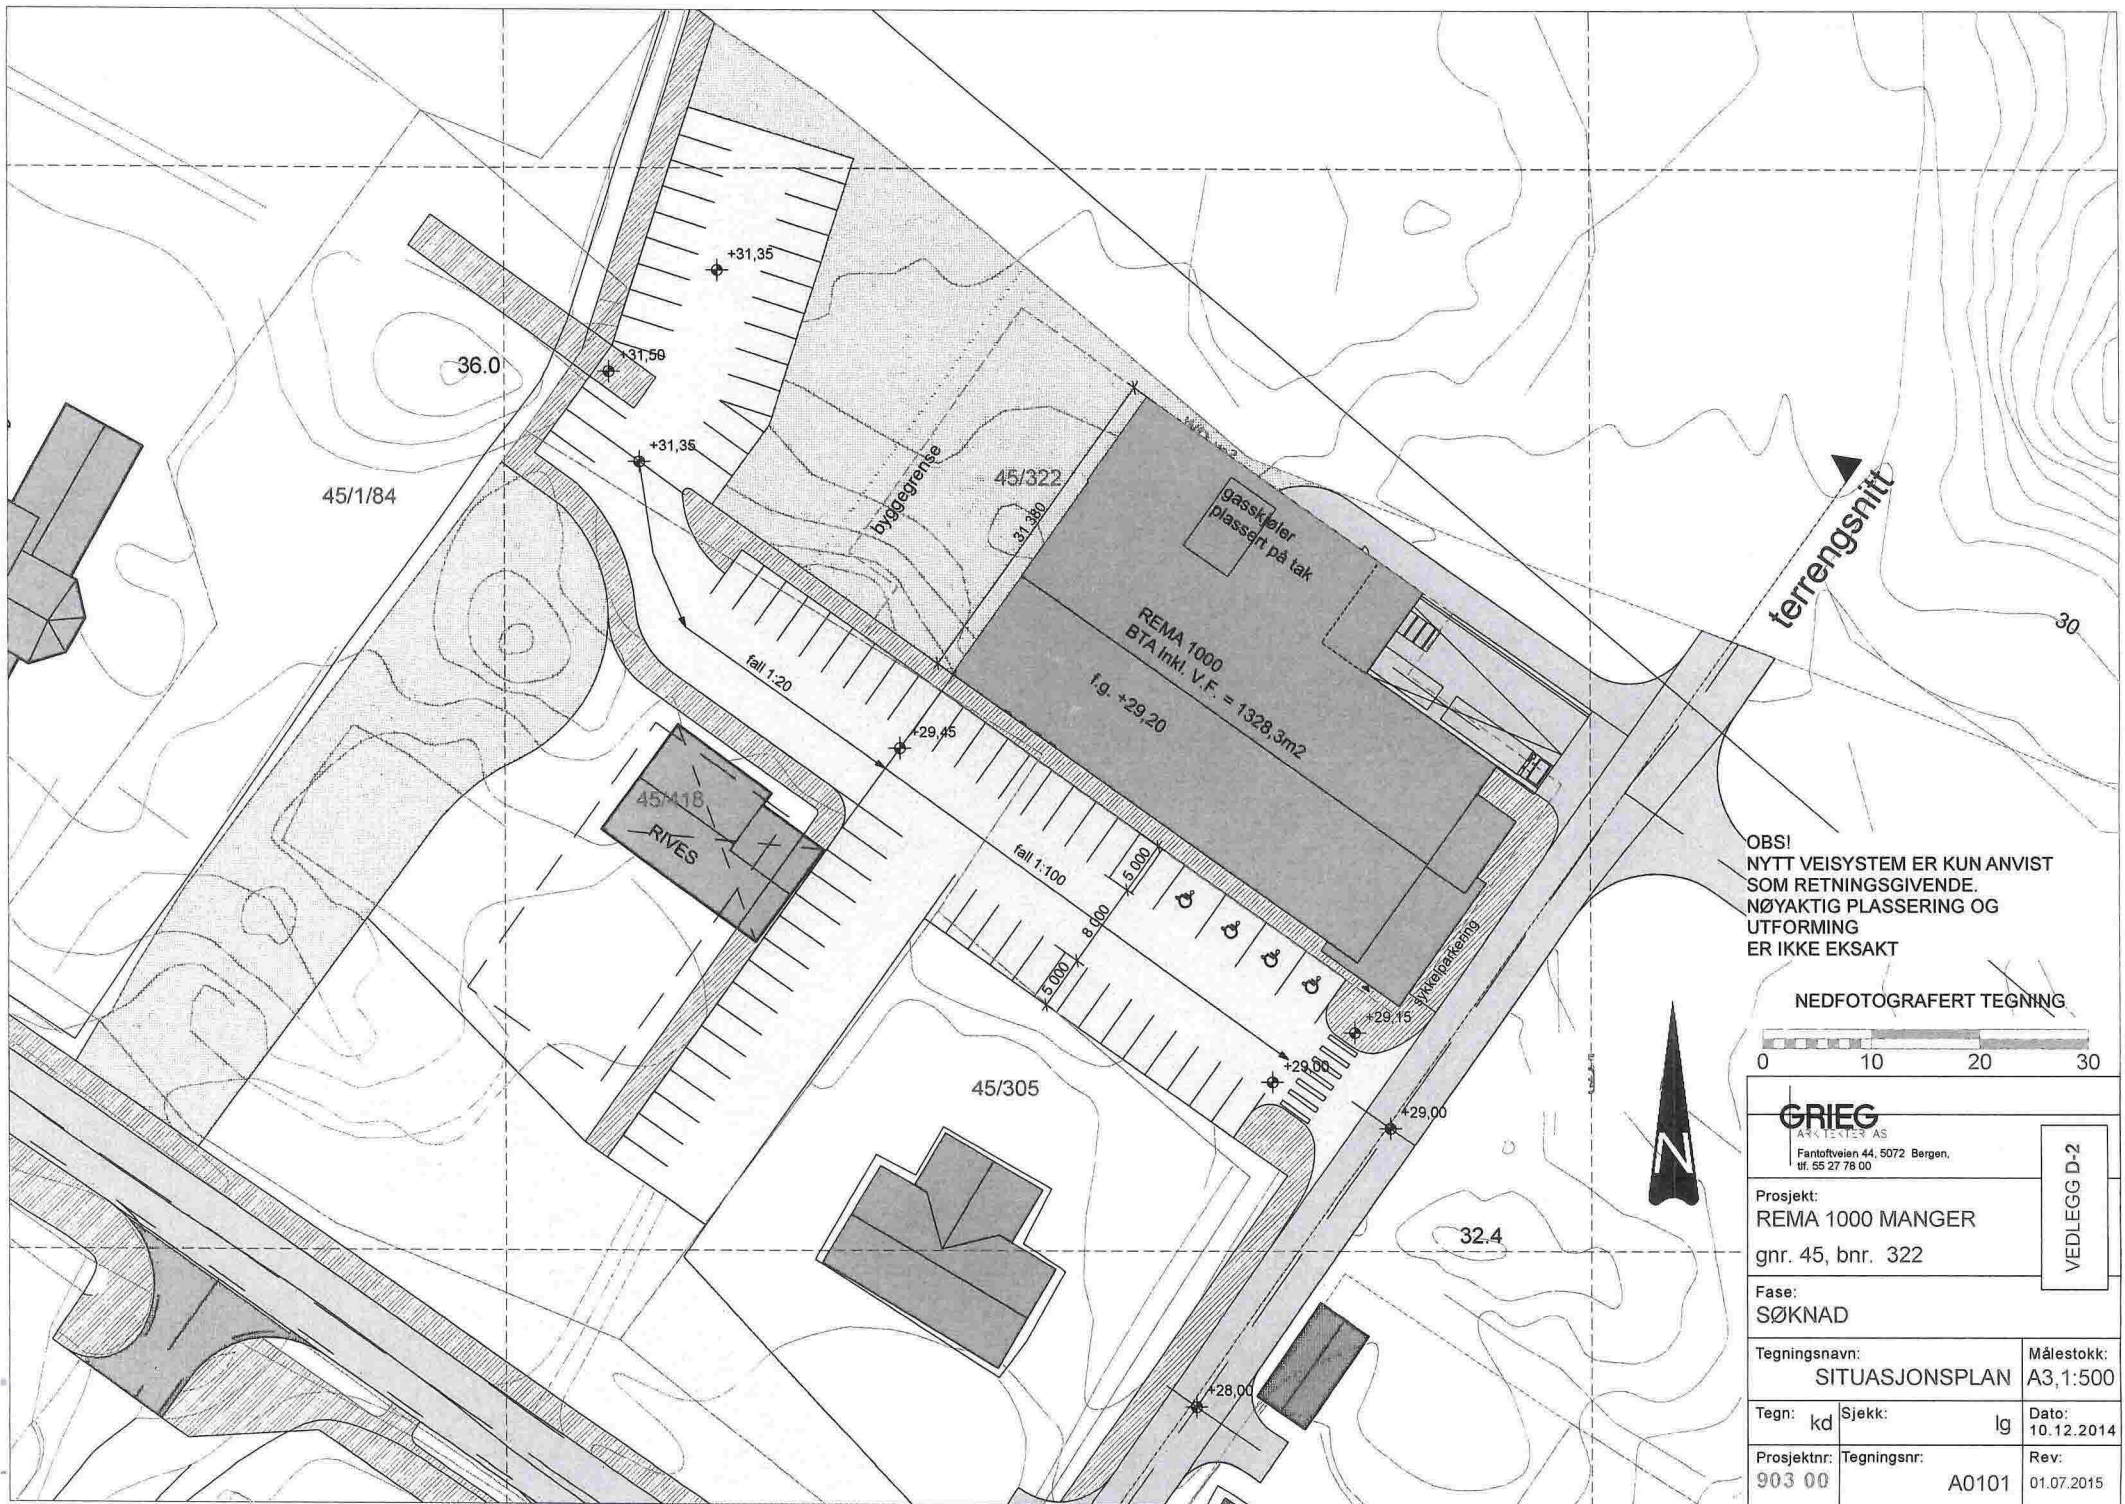 +31,35
+31,50
36.0
+31,35
45/1/84
byggegrense
45/322
31 380
gasskjøler
plassert på tak
terrengsnitt
30
REMA 1000
BTA inkl. V.F. = 1328,3m2
f.g. +29,20
fall 1:20
+29,45
45/418
RIVES
fall 1:100
5 000
8 000
5 000
sykkelparkering
+29,15
+29,00
+29,00
45/305
32.4
+28,00
OBS!
NYTT VEISYSTEM ER KUN ANVIST
SOM RETNINGSGIVENDE.
NØYAKTIG PLASSERING OG
UTFORMING
ER IKKE EKSAKT
NEDFOTOGRAFERT TEGNING
0 10 20 30
N
GRIEG
ARKITEKTER AS
Fantoftveien 44, 5072 Bergen,
tlf. 55 27 78 00
VEDLEGG D-2
Prosjekt:
REMA 1000 MANGER
gnr. 45, bnr. 322
Fase:
SØKNAD
Tegningsnavn:
SITUASJONSPLAN
Målestokk:
A3,1:500
Tegn: kd
Sjekk: lg
Dato:
10.12.2014
Prosjektnr:
903 00
Tegningsnr:
A0101
Rev:
01.07.2015